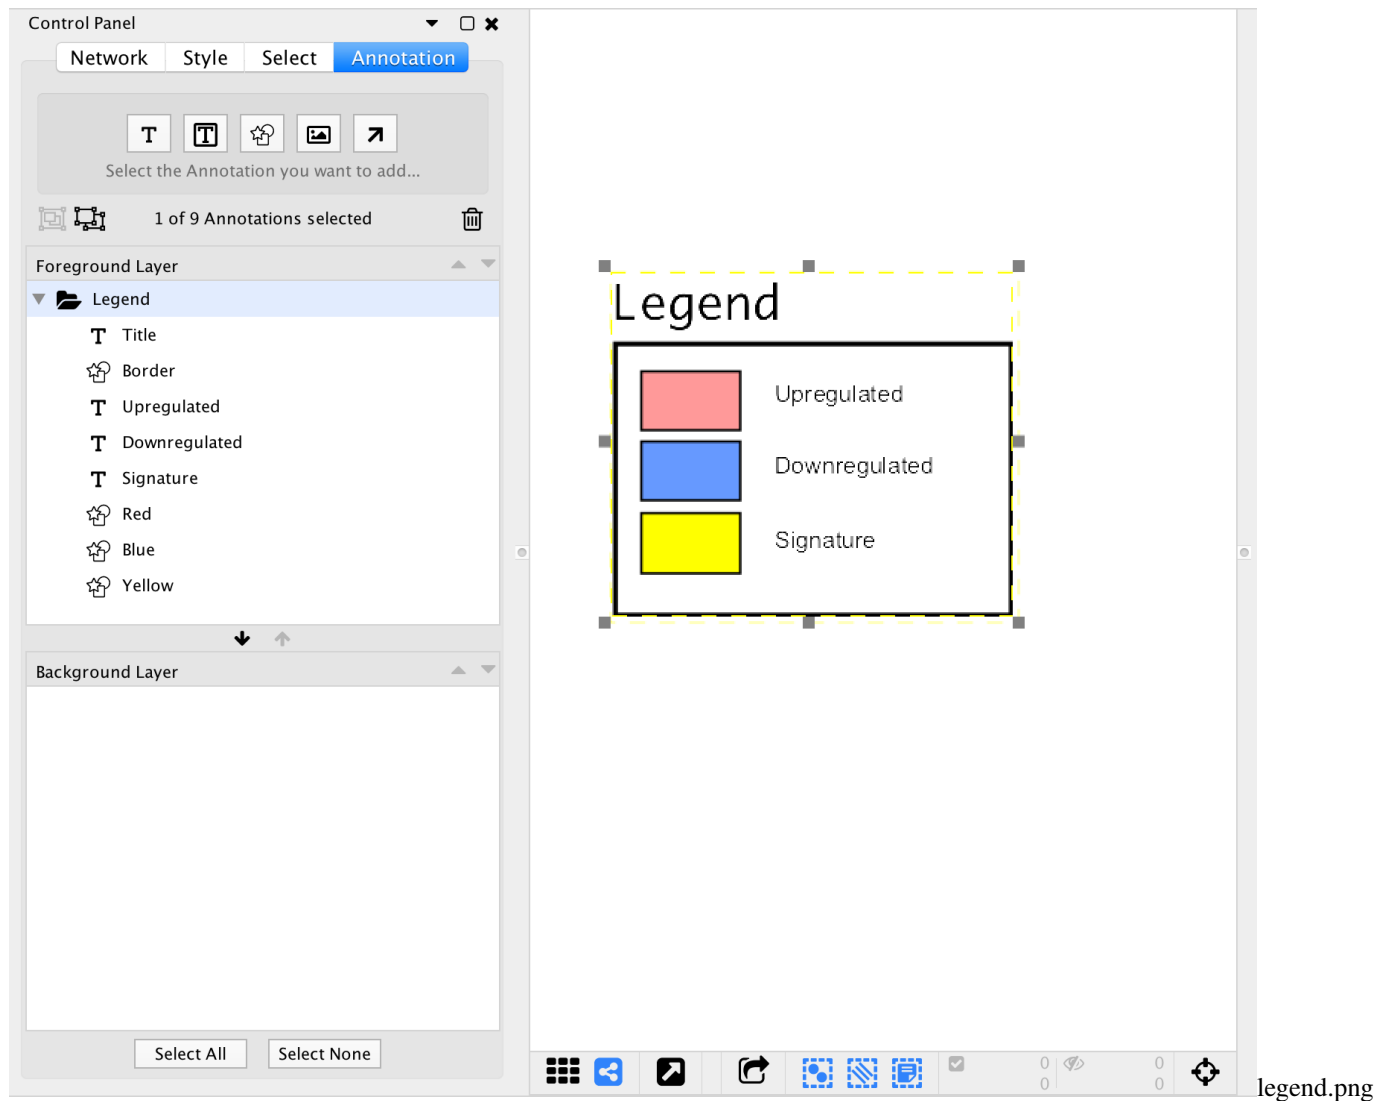 Control Panel
Network Style Select Annotation
T T
Select the Annotation you want to add...
1 of 9 Annotations selected
Foreground Layer
Legend
T Title
Border
T Upregulated
T Downregulated
T Signature
Red
Blue
Yellow
Background Layer
Select All Select None
Legend
Upregulated
Downregulated
Signature
0 0
0 0
legend.png